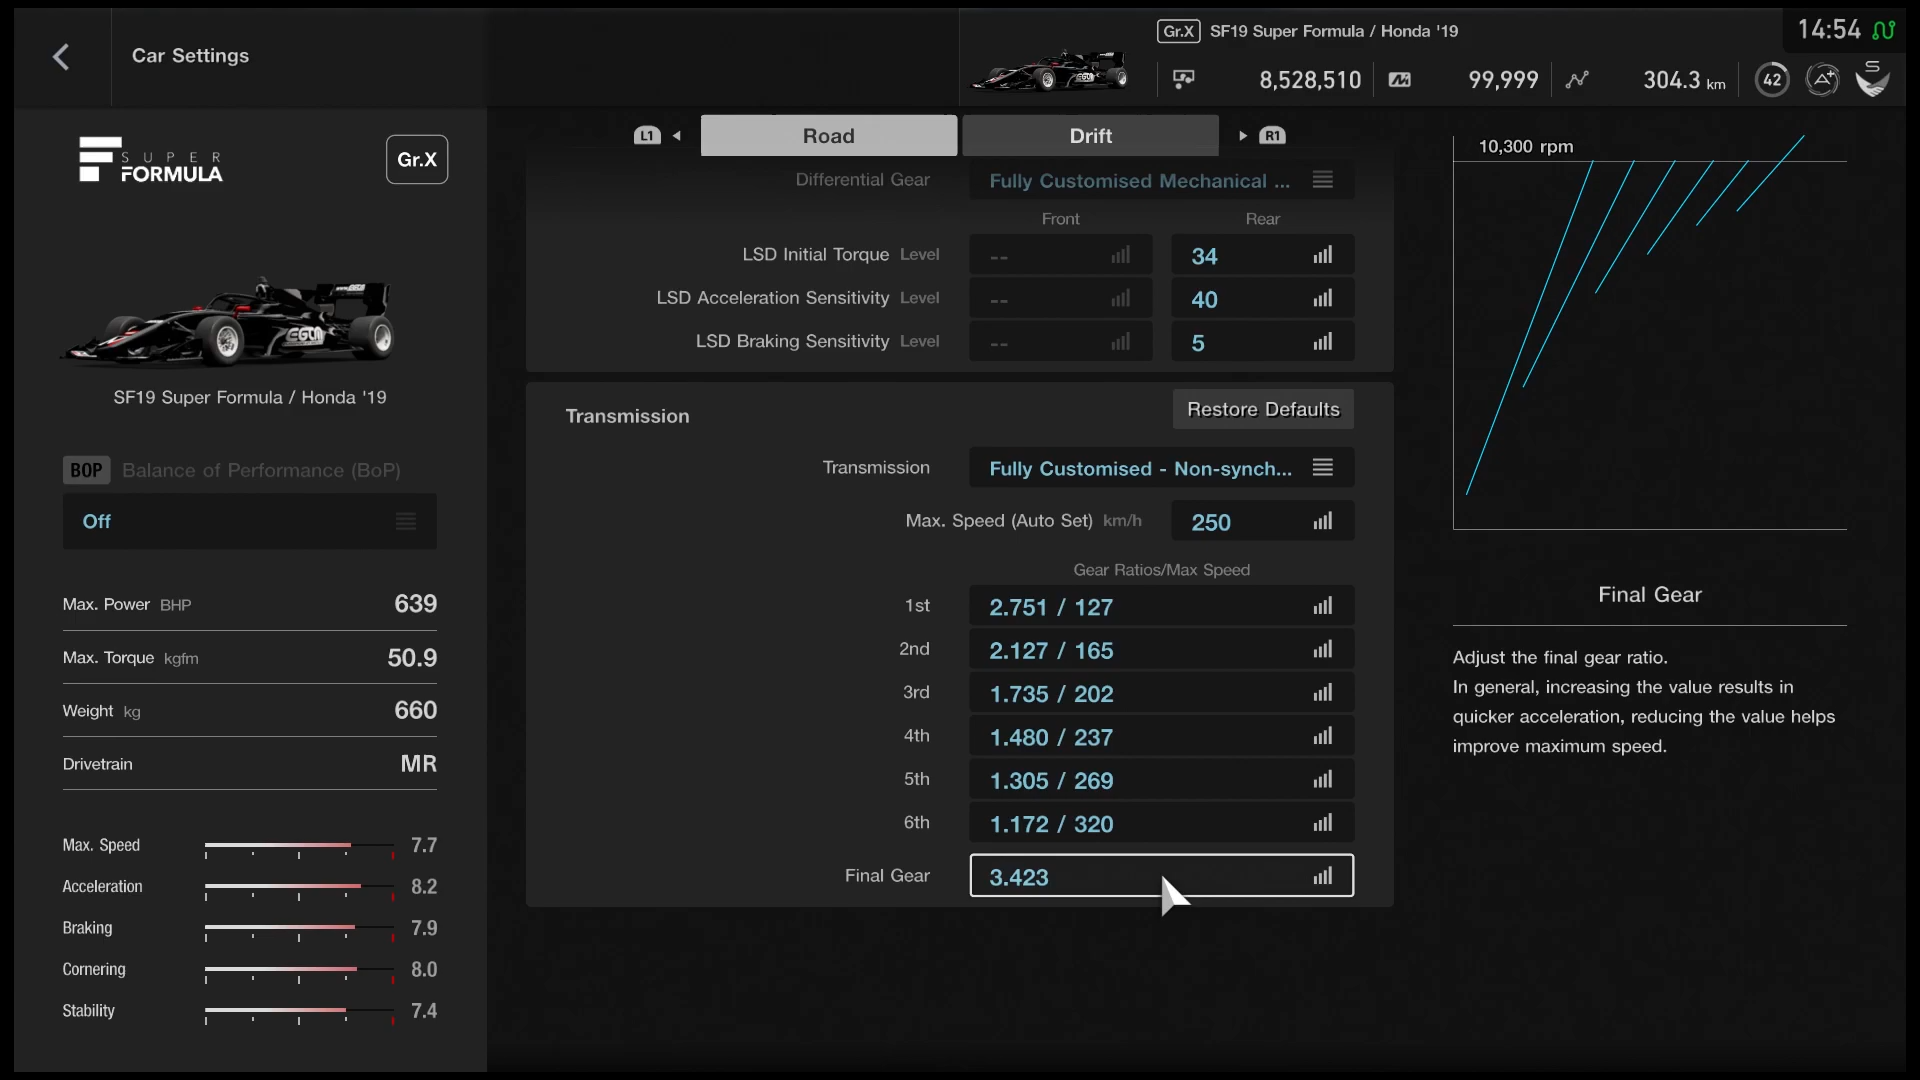 Car Settings
Gr.X SF19 Super Formula / Honda '19
14:54
8,528,510
99,999
304.3 km
42
A+
S
SUPER
FORMULA
Gr.X
L1
Road
Drift
R1
Differential Gear Fully Customised Mechanical ...
Front Rear
LSD Initial Torque Level -- 34
LSD Acceleration Sensitivity Level -- 40
LSD Braking Sensitivity Level -- 5
SF19 Super Formula / Honda '19
BOP Balance of Performance (BoP)
Off
Max. Power BHP 639
Max. Torque kgfm 50.9
Weight kg 660
Drivetrain MR
Max. Speed 7.7
Acceleration 8.2
Braking 7.9
Cornering 8.0
Stability 7.4
Transmission
Restore Defaults
Transmission Fully Customised - Non-synch...
Max. Speed (Auto Set) km/h 250
Gear Ratios/Max Speed
1st 2.751 / 127
2nd 2.127 / 165
3rd 1.735 / 202
4th 1.480 / 237
5th 1.305 / 269
6th 1.172 / 320
Final Gear 3.423
10,300 rpm
Final Gear
Adjust the final gear ratio.
In general, increasing the value results in
quicker acceleration, reducing the value helps
improve maximum speed.